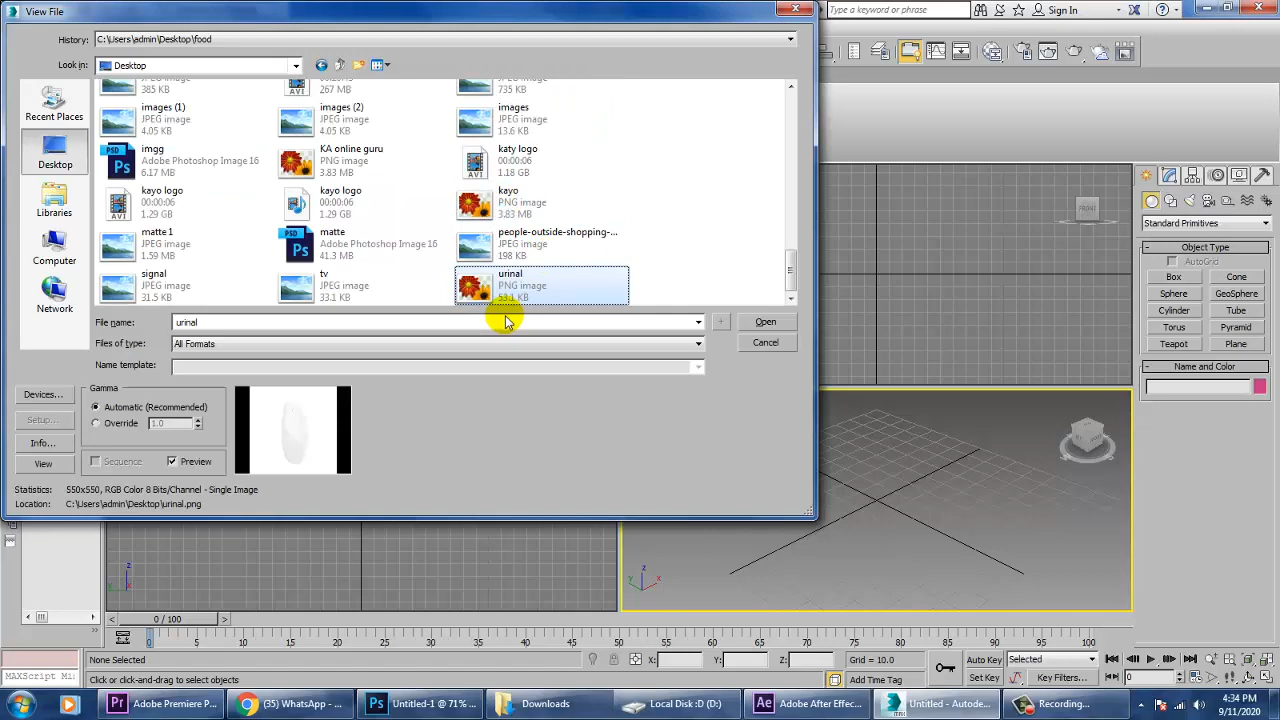 View File
Type a keyword or phrase
Sign In
History: C:\Users\admin\Desktop\food
Look in: Desktop
Recent Places
Desktop
Libraries
Computer
Network
385 KB
267 MB
735 KB
images (1)
JPEG image
4.05 KB
images (2)
JPEG image
4.05 KB
images
JPEG image
13.6 KB
imgg
Adobe Photoshop Image 16
6.17 MB
KA online guru
PNG image
3.83 MB
katy logo
00:00:06
1.18 GB
kayo logo
00:00:06
1.29 GB
kayo logo
00:00:06
1.29 GB
kayo
PNG image
3.83 MB
matte 1
JPEG image
1.59 MB
matte
Adobe Photoshop Image 16
4.24 MB
people-outside-shopping-...
JPEG image
198 KB
signal
JPEG image
31.5 KB
tv
JPEG image
33.1 KB
urinal
PNG image
53.1 KB
File name: urinal
Open
Files of type: All Formats
Cancel
Name template:
Devices...
Setup...
Info...
View
Gamma
Automatic (Recommended)
Override 1.0
Sequence
Preview
Statistics: 550x550, RGB Color 8 Bits/Channel - Single Image
Location: C:\Users\admin\Desktop\urinal.png
FRONT
Standard Primitives
Object Type
AutoGrid
Box Cone
Sphere GeoSphere
Cylinder Tube
Torus Pyramid
Teapot Plane
Name and Color
z
x
z
y
x
0 / 100
0 5 10 15 20 25 30 35 40 45 50 55 60 65 70 75 80 85 90 95 100
None Selected
X: Y: Z:
Grid = 10.0
Auto Key
Selected
MAXScript Mi
Click or click-and-drag to select objects
Add Time Tag
Set Key
Key Filters...
0
Adobe Premiere P...
(35) WhatsApp - ...
Untitled-1 @ 71% ...
Downloads
Local Disk :D (D:)
Adobe After Effec...
Untitled - Autode...
Recording...
4:34 PM
9/11/2020